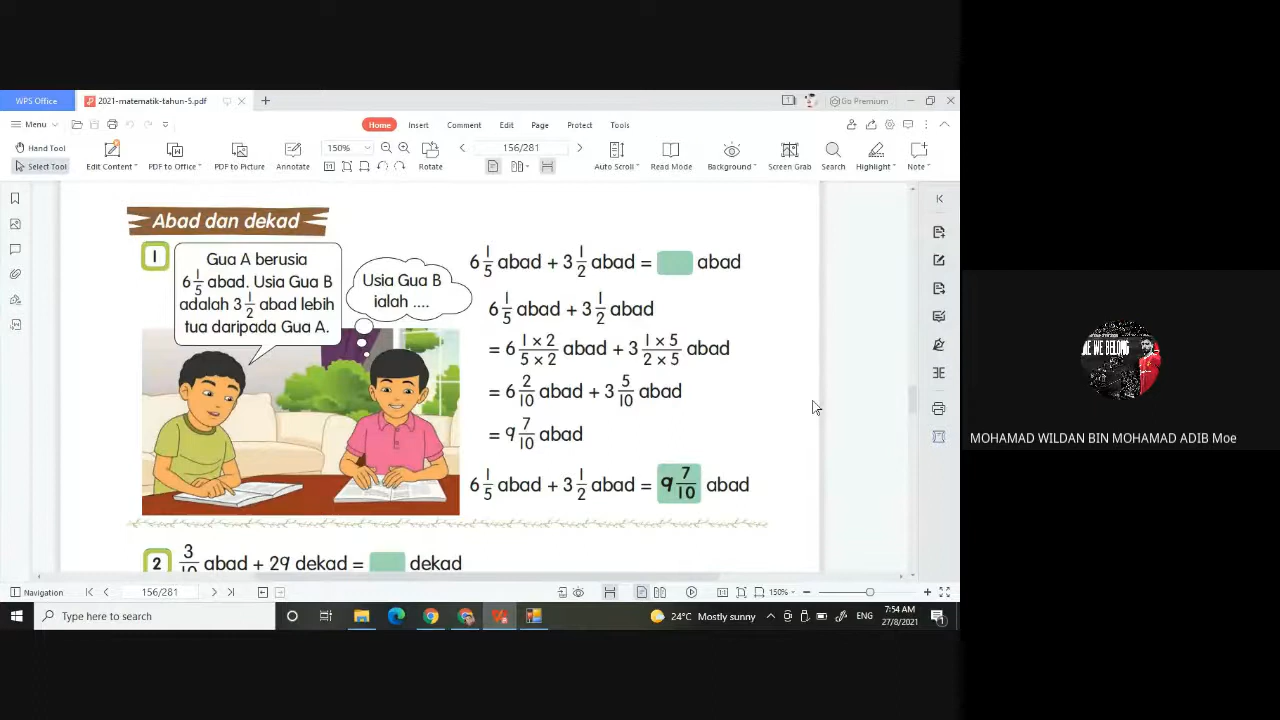 WPS Office
2021-matematik-tahun-5.pdf
Go Premium
Menu
Home
Insert
Comment
Edit
Page
Protect
Tools
Hand Tool
Select Tool
Edit Content
PDF to Office
PDF to Picture
Annotate
150%
Rotate
156/281
Auto Scroll
Read Mode
Background
Screen Grab
Search
Highlight
Note
Abad dan dekad
1
Gua A berusia
6 1/5 abad. Usia Gua B
adalah 3 1/2 abad lebih
tua daripada Gua A.
Usia Gua B
ialah ....
6 1/5 abad + 3 1/2 abad = abad
6 1/5 abad + 3 1/2 abad
= 6 1 × 2/5 × 2 abad + 3 1 × 5/2 × 5 abad
= 6 2/10 abad + 3 5/10 abad
= 9 7/10 abad
6 1/5 abad + 3 1/2 abad = 9 7/10 abad
2 3/10 abad + 29 dekad = dekad
Navigation
156/281
150%
Type here to search
24°C Mostly sunny
ENG
7:54 AM
27/8/2021
MOHAMAD WILDAN BIN MOHAMAD ADIB Moe